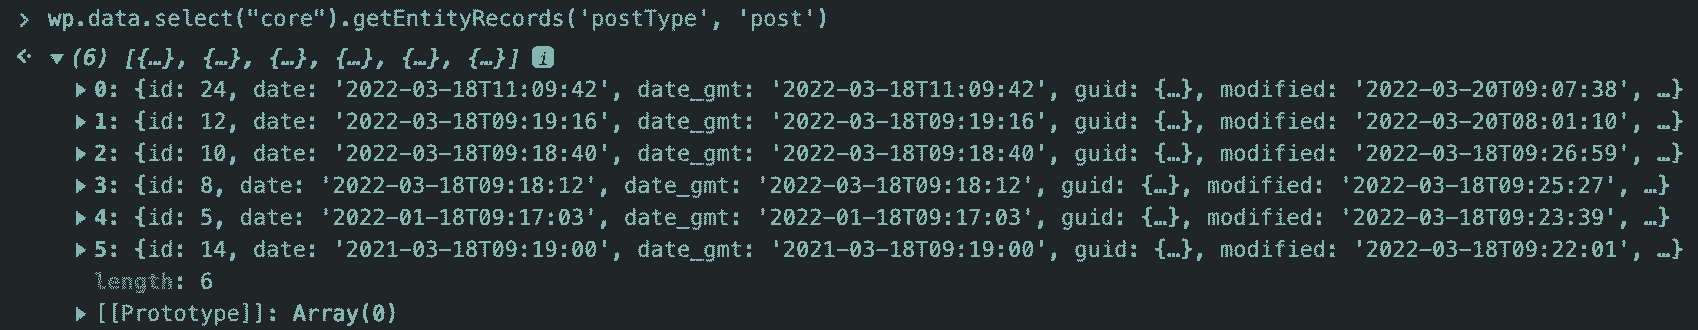 > wp.data.select("core").getEntityRecords('postType', 'post')
<· ▼(6) [{…}, {…}, {…}, {…}, {…}, {…}] i
▶0: {id: 24, date: '2022-03-18T11:09:42', date_gmt: '2022-03-18T11:09:42', guid: {…}, modified: '2022-03-20T09:07:38', …}
▶1: {id: 12, date: '2022-03-18T09:19:16', date_gmt: '2022-03-18T09:19:16', guid: {…}, modified: '2022-03-20T08:01:10', …}
▶2: {id: 10, date: '2022-03-18T09:18:40', date_gmt: '2022-03-18T09:18:40', guid: {…}, modified: '2022-03-18T09:26:59', …}
▶3: {id: 8, date: '2022-03-18T09:18:12', date_gmt: '2022-03-18T09:18:12', guid: {…}, modified: '2022-03-18T09:25:27', …}
▶4: {id: 5, date: '2022-01-18T09:17:03', date_gmt: '2022-01-18T09:17:03', guid: {…}, modified: '2022-03-18T09:23:39', …}
▶5: {id: 14, date: '2021-03-18T09:19:00', date_gmt: '2021-03-18T09:19:00', guid: {…}, modified: '2022-03-18T09:22:01', …}
length: 6
▶[[Prototype]]: Array(0)